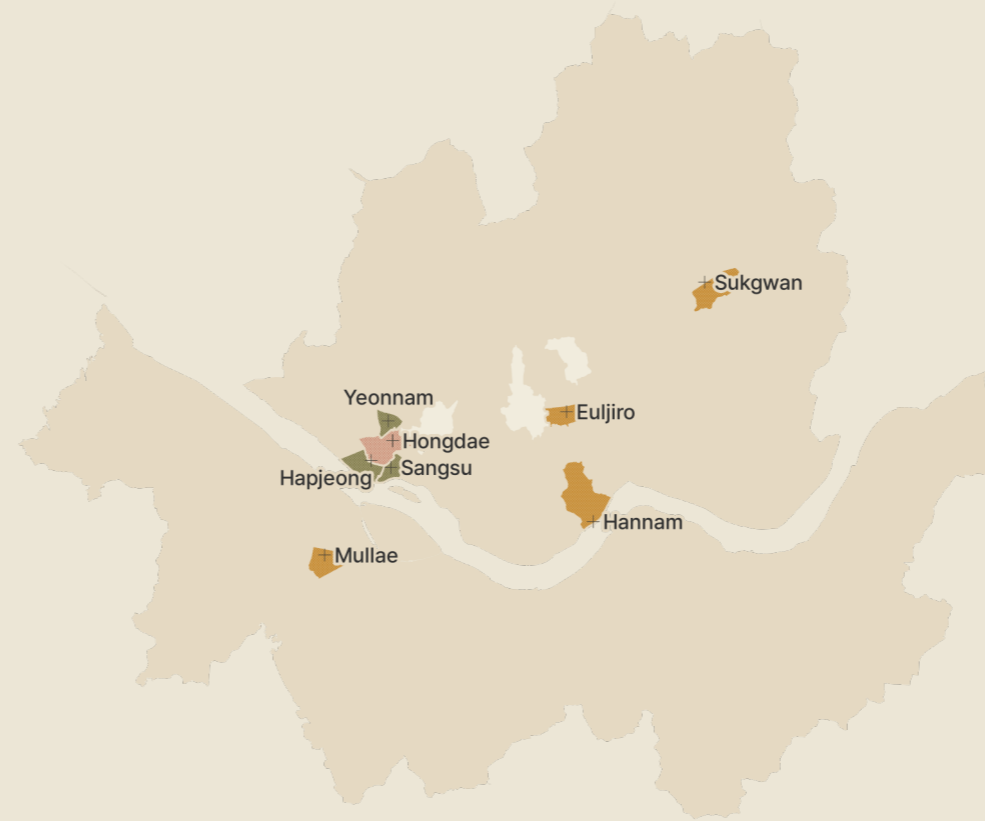 Sukgwan
Yeonnam
Euljiro
Hongdae
Sangsu
Hapjeong
Hannam
Mullae